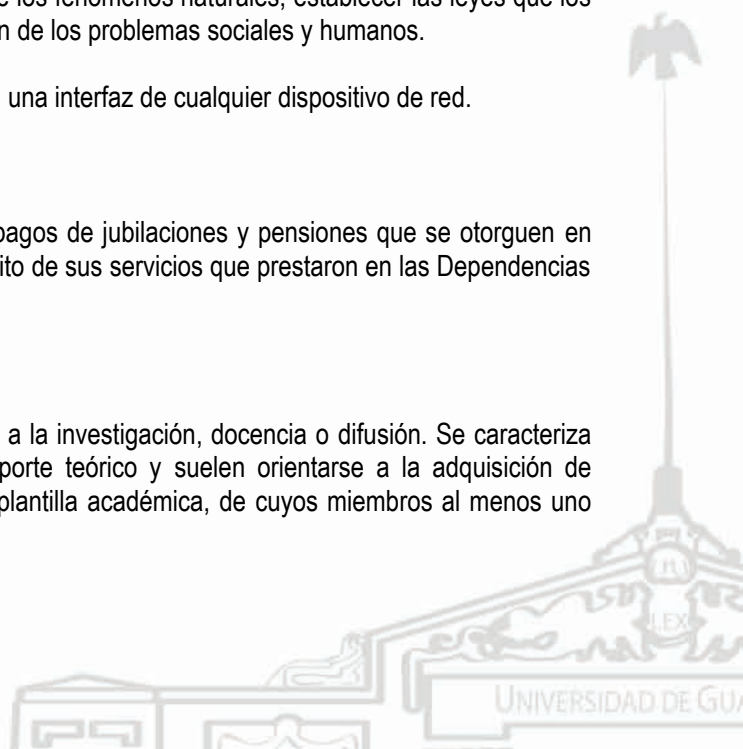 e los fenómenos naturales, establecer las leyes que los
n de los problemas sociales y humanos.
una interfaz de cualquier dispositivo de red.
pagos de jubilaciones y pensiones que se otorguen en
ito de sus servicios que prestaron en las Dependencias
a la investigación, docencia o difusión. Se caracteriza
porte teórico y suelen orientarse a la adquisición de
plantilla académica, de cuyos miembros al menos uno
LEX
UNIVERSIDAD DE GUA